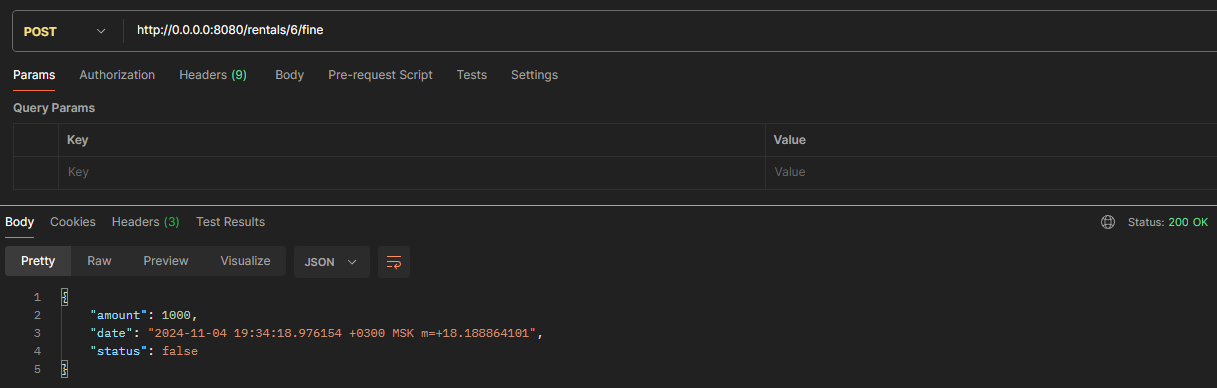 POST http://0.0.0.0:8080/rentals/6/fine
Params Authorization Headers (9) Body Pre-request Script Tests Settings
Query Params
Key Value
Key Value
Body Cookies Headers (3) Test Results Status: 200 OK
Pretty Raw Preview Visualize JSON
1 {
2 "amount": 1000,
3 "date": "2024-11-04 19:34:18.976154 +0300 MSK m=+18.188864101",
4 "status": false
5 }